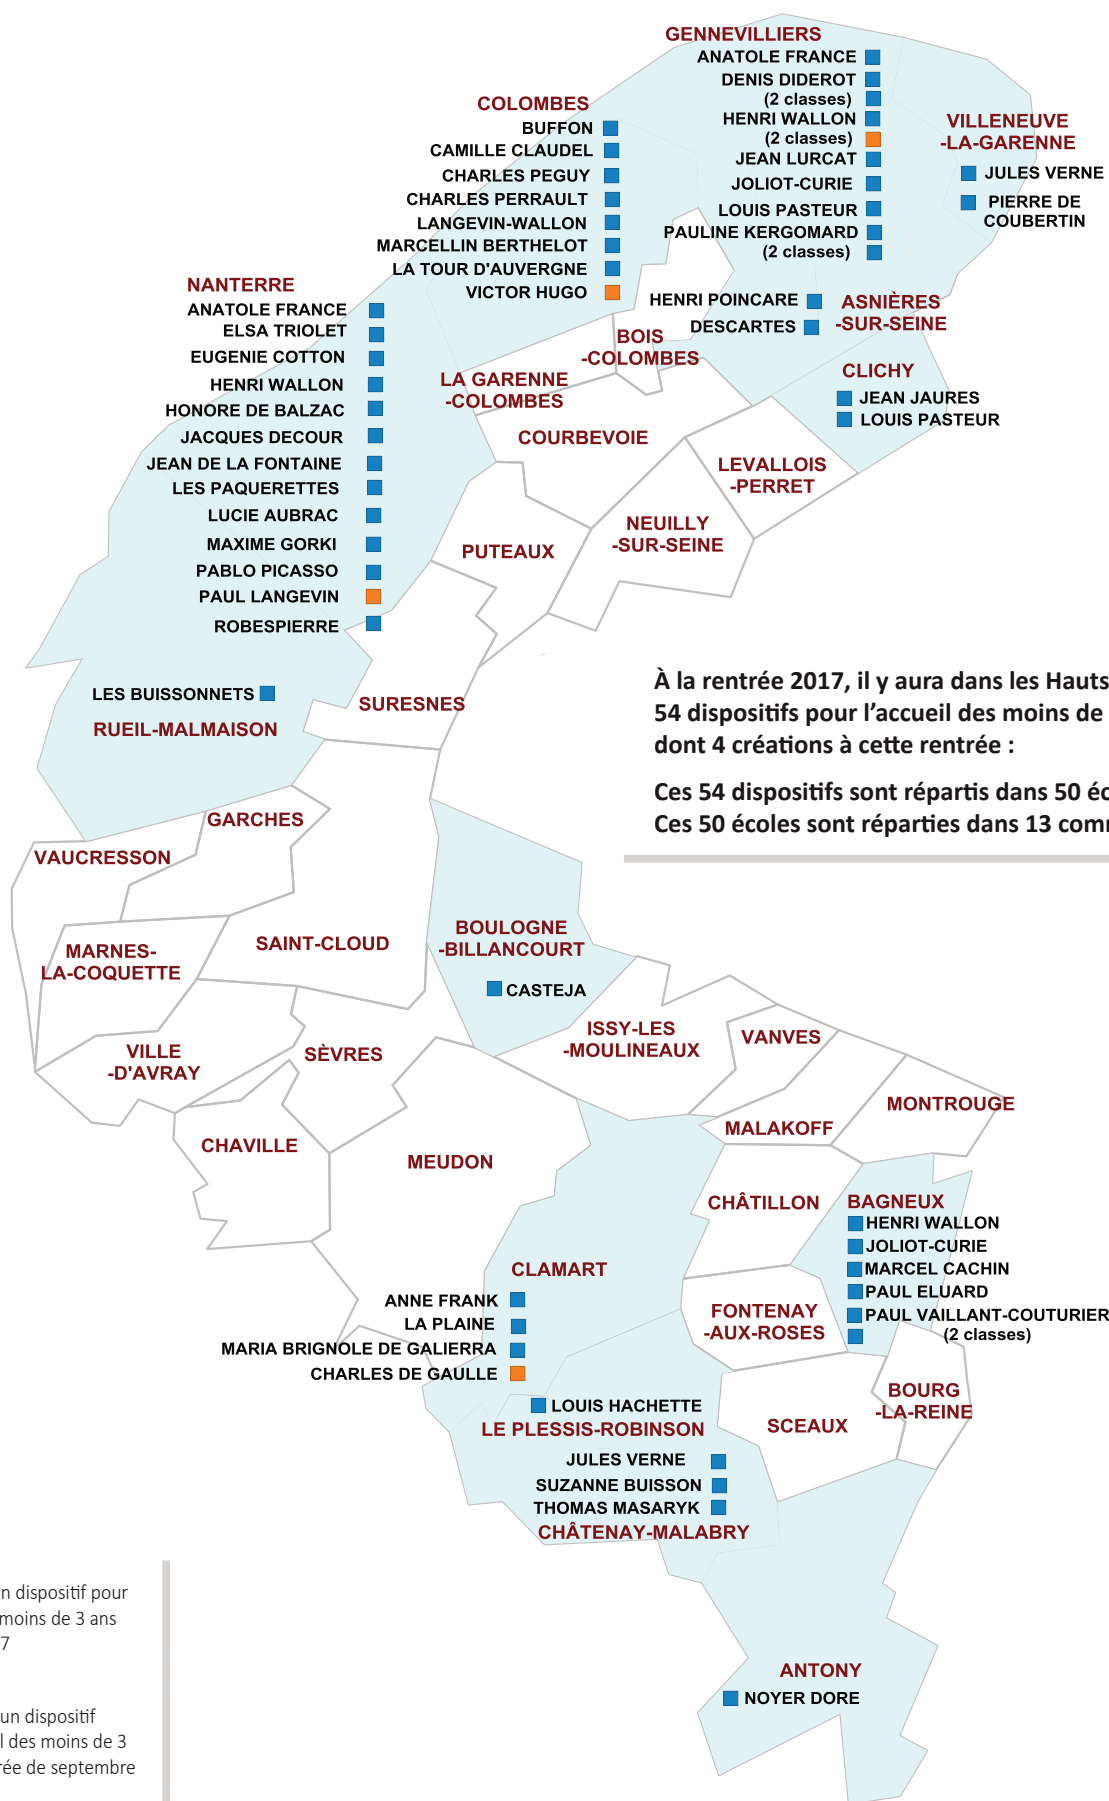 GENNEVILLIERS
ANATOLE FRANCE
DENIS DIDEROT
(2 classes)
HENRI WALLON
(2 classes)
JEAN LURCAT
JOLIOT-CURIE
LOUIS PASTEUR
PAULINE KERGOMARD
(2 classes)
COLOMBES
BUFFON
CAMILLE CLAUDEL
CHARLES PEGUY
CHARLES PERRAULT
LANGEVIN-WALLON
MARCELLIN BERTHELOT
LA TOUR D'AUVERGNE
VICTOR HUGO
VILLENEUVE
-LA-GARENNE
JULES VERNE
PIERRE DE
COUBERTIN
NANTERRE
ANATOLE FRANCE
ELSA TRIOLET
EUGENIE COTTON
HENRI WALLON
HONORE DE BALZAC
JACQUES DECOUR
JEAN DE LA FONTAINE
LES PAQUERETTES
LUCIE AUBRAC
MAXIME GORKI
PABLO PICASSO
PAUL LANGEVIN
ROBESPIERRE
HENRI POINCARE
DESCARTES
ASNIÈRES
-SUR-SEINE
BOIS
-COLOMBES
LA GARENNE
-COLOMBES
CLICHY
JEAN JAURES
LOUIS PASTEUR
COURBEVOIE
LEVALLOIS
-PERRET
NEUILLY
-SUR-SEINE
PUTEAUX
LES BUISSONNETS
RUEIL-MALMAISON
SURESNES
À la rentrée 2017, il y aura dans les Hauts
54 dispositifs pour l'accueil des moins de
dont 4 créations à cette rentrée :
Ces 54 dispositifs sont répartis dans 50 éc
Ces 50 écoles sont réparties dans 13 comm
GARCHES
VAUCRESSON
MARNES-
LA-COQUETTE
SAINT-CLOUD
BOULOGNE
-BILLANCOURT
CASTEJA
ISSY-LES
-MOULINEAUX
VANVES
VILLE
-D'AVRAY
SÈVRES
MALAKOFF
MONTROUGE
CHAVILLE
MEUDON
CHÂTILLON
BAGNEUX
HENRI WALLON
JOLIOT-CURIE
MARCEL CACHIN
PAUL ELUARD
PAUL VAILLANT-COUTURIER
(2 classes)
CLAMART
ANNE FRANK
LA PLAINE
MARIA BRIGNOLE DE GALIERRA
CHARLES DE GAULLE
FONTENAY
-AUX-ROSES
BOURG
-LA-REINE
SCEAUX
LOUIS HACHETTE
LE PLESSIS-ROBINSON
JULES VERNE
SUZANNE BUISSON
THOMAS MASARYK
CHÂTENAY-MALABRY
ANTONY
NOYER DORE
n dispositif pour
moins de 3 ans
7
un dispositif
l des moins de 3
rée de septembre